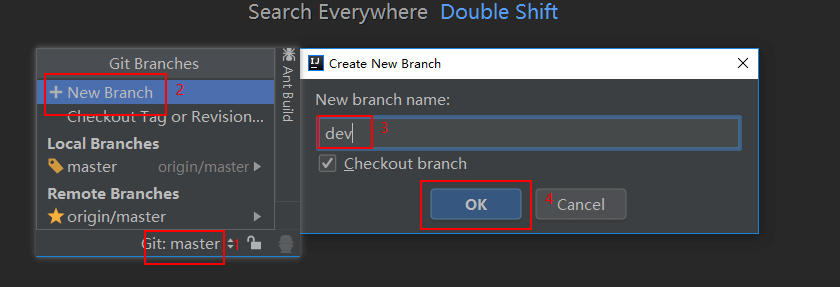 Search Everywhere Double Shift
Git Branches
+ New Branch 2
Checkout Tag or Revision...
Local Branches
master origin/master
Remote Branches
origin/master
Git: master 1
Ant Build
IJ Create New Branch
New branch name:
dev 3
Checkout branch
OK 4 Cancel